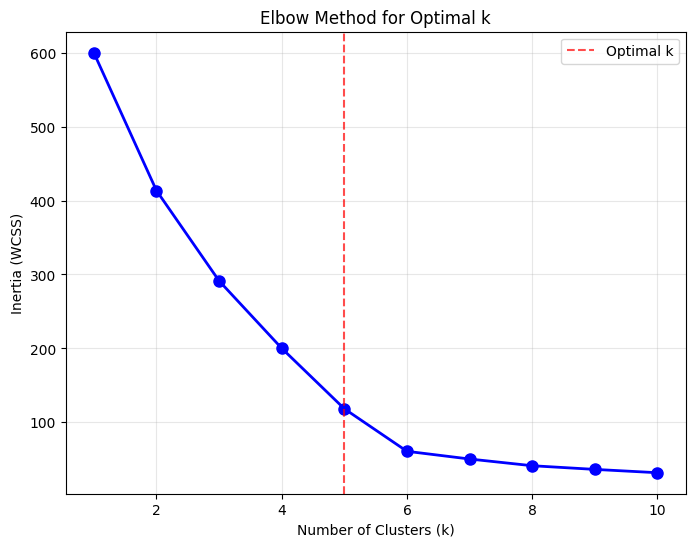 Elbow Method for Optimal k
Optimal k
600
500
400
300
200
100
Inertia (WCSS)
2 4 6 8 10
Number of Clusters (k)